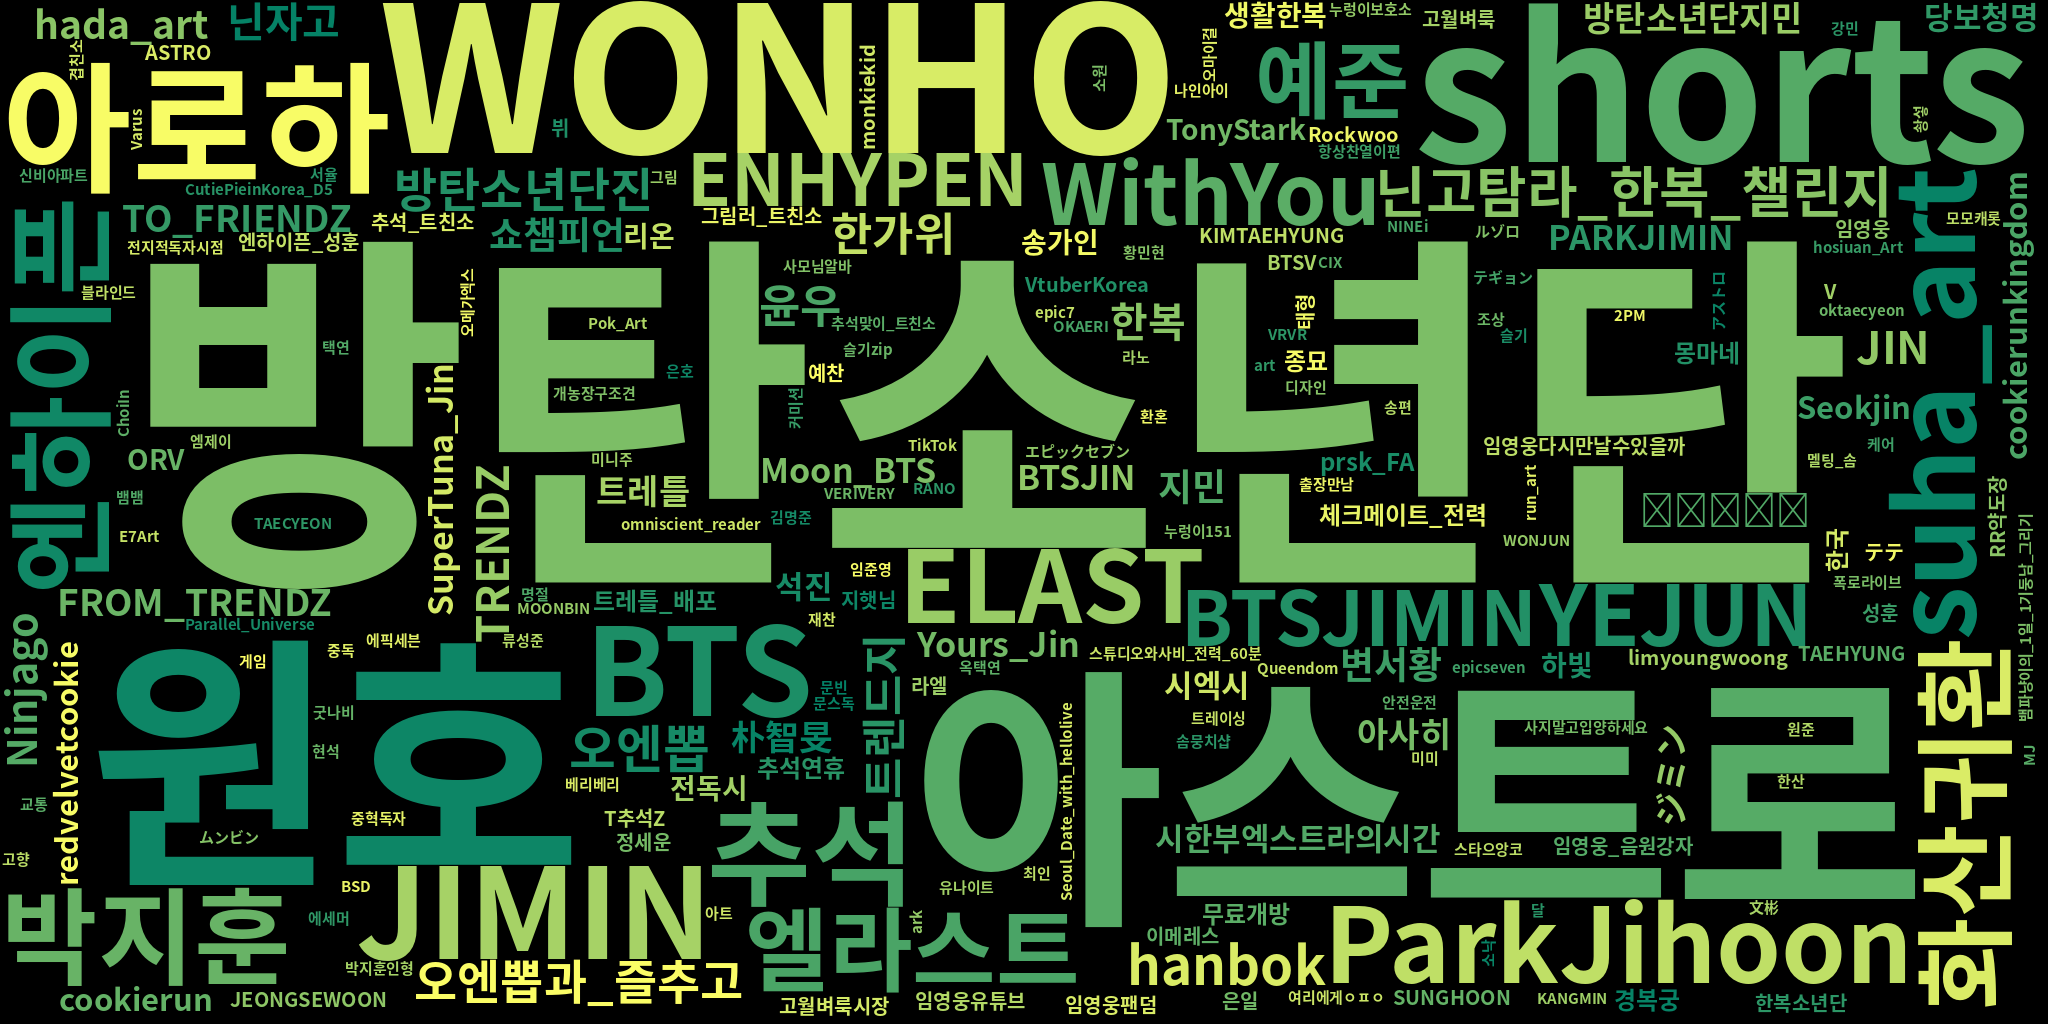 hada_art
닌자고
WONHO
생활한복
누렁이보호소
고월벼룩
방탄소년단지민
강민
당보청명
shorts
겁친소
ASTRO
아로하
Varus
뷔
monkiekid
소원
오마이걸
나인아이
예준
TonyStark
Rockwoo
항상찬열이편
상성
신비아파트
서율
CutiePieinKorea_D5
방탄소년단진
그림
ENHYPEN
WithYou
닌고탐라_한복_챌린지
suha_art
cookierunkingdom
엔하이픈
TO_FRIENDZ
추석_트친소
쇼챔피언
리온
그림러_트친소
한가위
송가인
황민현
KIMTAEHYUNG
NINEi
ルゾロ
PARKJIMIN
임영웅
모모캐롯
hosiuan_Art
전지적독자시점
엔하이픈_성훈
블라인드
방탄소년단
오메가엑스
사모님알바
윤우
VtuberKorea
BTSV
CIX
テギョン
アストロ
V
oktaecyeon
Pok_Art
추석맞이_트친소
epic7
OKAERI
한복
태형
VRVR
조상
슬기
2PM
몽마네
JIN
택연
슬기zip
라노
art
종묘
은호
예찬
디자인
개농장구조견
커미션
환혼
송편
Seokjin
Choiin
엠제이
SuperTuna_Jin
TikTok
エピックセブン
임영웅다시만날수있을까
케어
ORV
미니주
Moon_BTS
BTSJIN
prsk_FA
멜팅_솜
뱀뱀
TRENDZ
트레틀
VERIVERY
RANO
지민
출장만남
run_art
RR약도장
E7Art
TAECYEON
omniscient_reader
김명준
누렁이151
체크메이트_전력
WONJUN
한국
テテ
뱀파냥이의_1일_1기둥남_그리기
FROM_TRENDZ
Parallel_Universe
명절
MOONBIN
트레틀_배포
석진
임준영
지햇님
ELAST
BTSJIMIN
YEJUN
폭로라이브
성훈
Ninjago
redvelvetcookie
원호
중독
게임
에픽세븐
류성준
BTS
재찬
트렌드지
Yours_Jin
옥택연
스튜디오와사비_전력_60분
Queendom
변서황
epicseven
하빛
limyoungwoong
TAEHYUNG
화산귀환
굿나비
현석
문빈
문스독
라엘
시엑시
안전운전
아스트로
오엔뽑
朴智旻
추석연휴
Seoul_Date_with_hellolive
트레이싱
솜뭉치샵
아사히
미미
사지말고입양하세요
ジミン
원준
MJ
교통
베리베리
전독시
한산
ムンビン
중혁독자
T추석Z
정세운
추석
시한부엑스트라의시간
스타으앙코
임영웅_음원강자
고향
BSD
JIMIN
유나이트
최인
박지훈
에세머
아트
엘라스트
ark
무료개방
이메레스
ParkJihoon
달
文彬
소낙
박지훈인형
오엔뽑과_즐추고
hanbok
cookierun
JEONGSEWOON
고월벼룩시장
임영웅유튜브
임영웅팬덤
은일
여리에게ㅇㅍㅇ
SUNGHOON
KANGMIN
경복궁
한복소년단